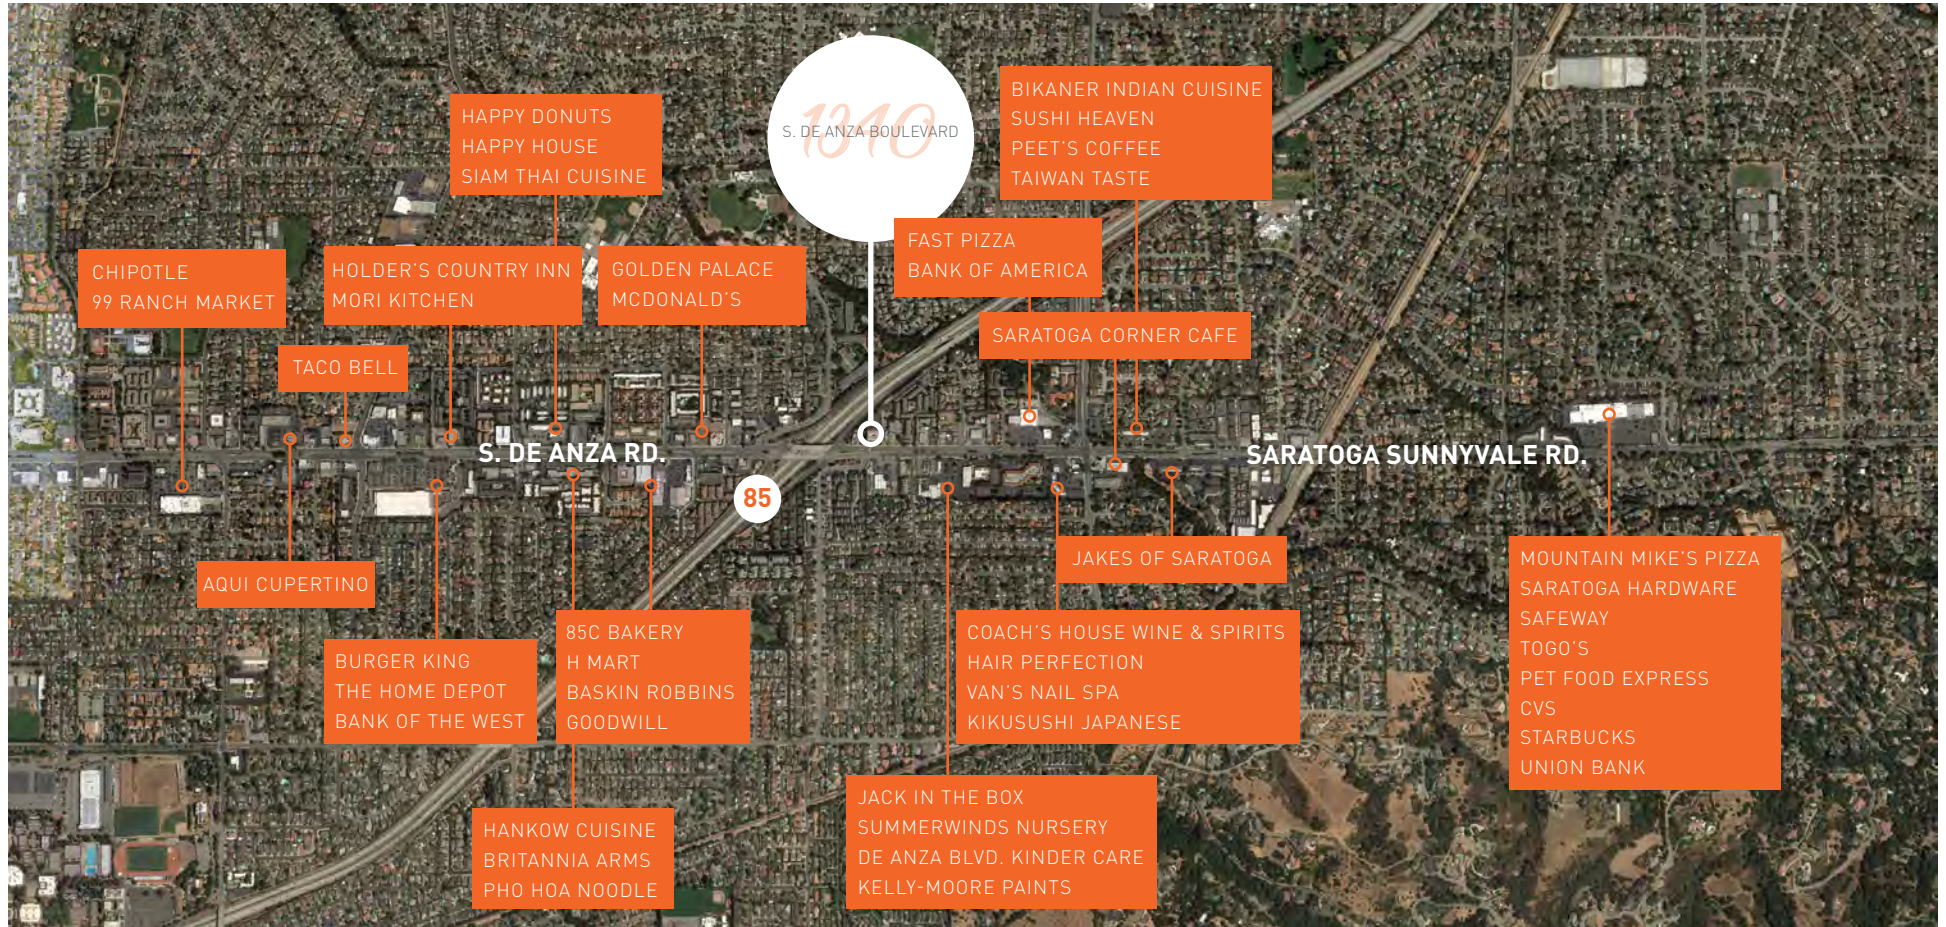 1340
S. DE ANZA BOULEVARD
BIKANER INDIAN CUISINE
SUSHI HEAVEN
PEET'S COFFEE
TAIWAN TASTE
HAPPY DONUTS
HAPPY HOUSE
SIAM THAI CUISINE
FAST PIZZA
BANK OF AMERICA
CHIPOTLE
99 RANCH MARKET
HOLDER'S COUNTRY INN
MORI KITCHEN
GOLDEN PALACE
MCDONALD'S
SARATOGA CORNER CAFE
TACO BELL
S. DE ANZA RD.
SARATOGA SUNNYVALE RD.
85
AQUI CUPERTINO
JAKES OF SARATOGA
MOUNTAIN MIKE'S PIZZA
SARATOGA HARDWARE
SAFEWAY
TOGO'S
PET FOOD EXPRESS
CVS
STARBUCKS
UNION BANK
BURGER KING
THE HOME DEPOT
BANK OF THE WEST
85C BAKERY
H MART
BASKIN ROBBINS
GOODWILL
COACH'S HOUSE WINE & SPIRITS
HAIR PERFECTION
VAN'S NAIL SPA
KIKUSUSHI JAPANESE
HANKOW CUISINE
BRITANNIA ARMS
PHO HOA NOODLE
JACK IN THE BOX
SUMMERWINDS NURSERY
DE ANZA BLVD. KINDER CARE
KELLY-MOORE PAINTS